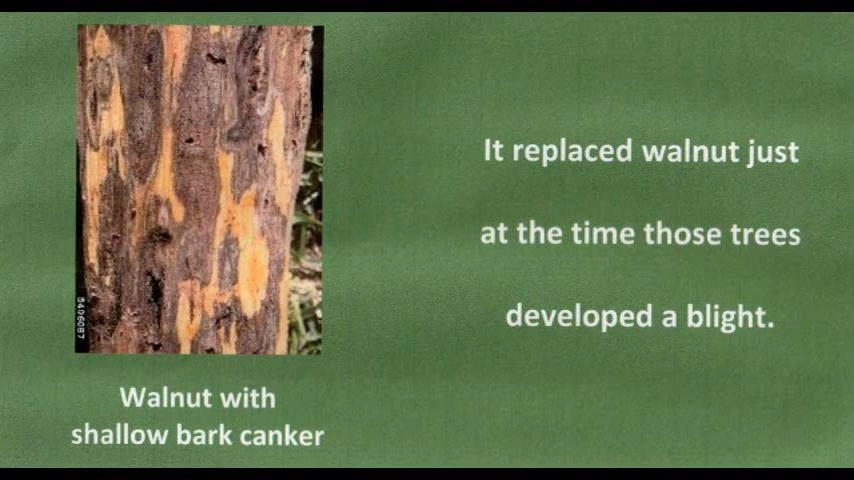 It replaced walnut just
at the time those trees
developed a blight.
5406087
Walnut with
shallow bark canker